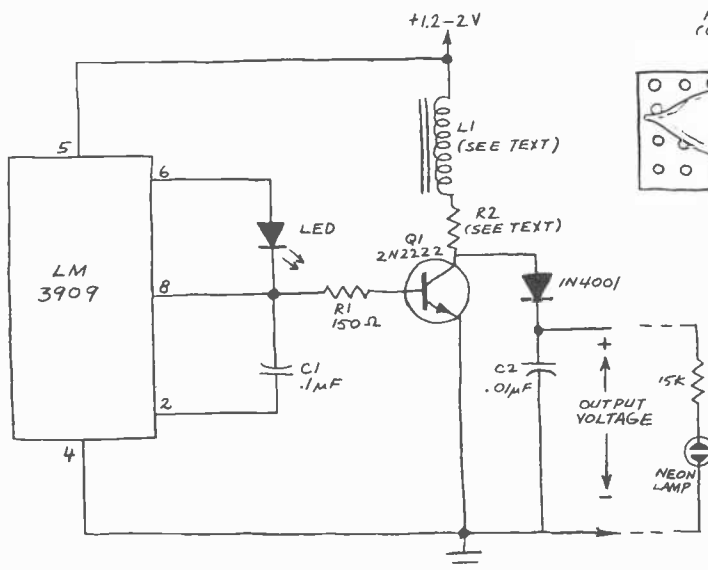 +1.2-2V
5
6
L1
(SEE TEXT)
LED
R2
(SEE TEXT)
Q1
2N2222
LM
3909
8
1N4001
R1
150Ω
C1
.1μF
C2
.01μF
+
OUTPUT
VOLTAGE
-
15K
2
4
NEON
LAMP